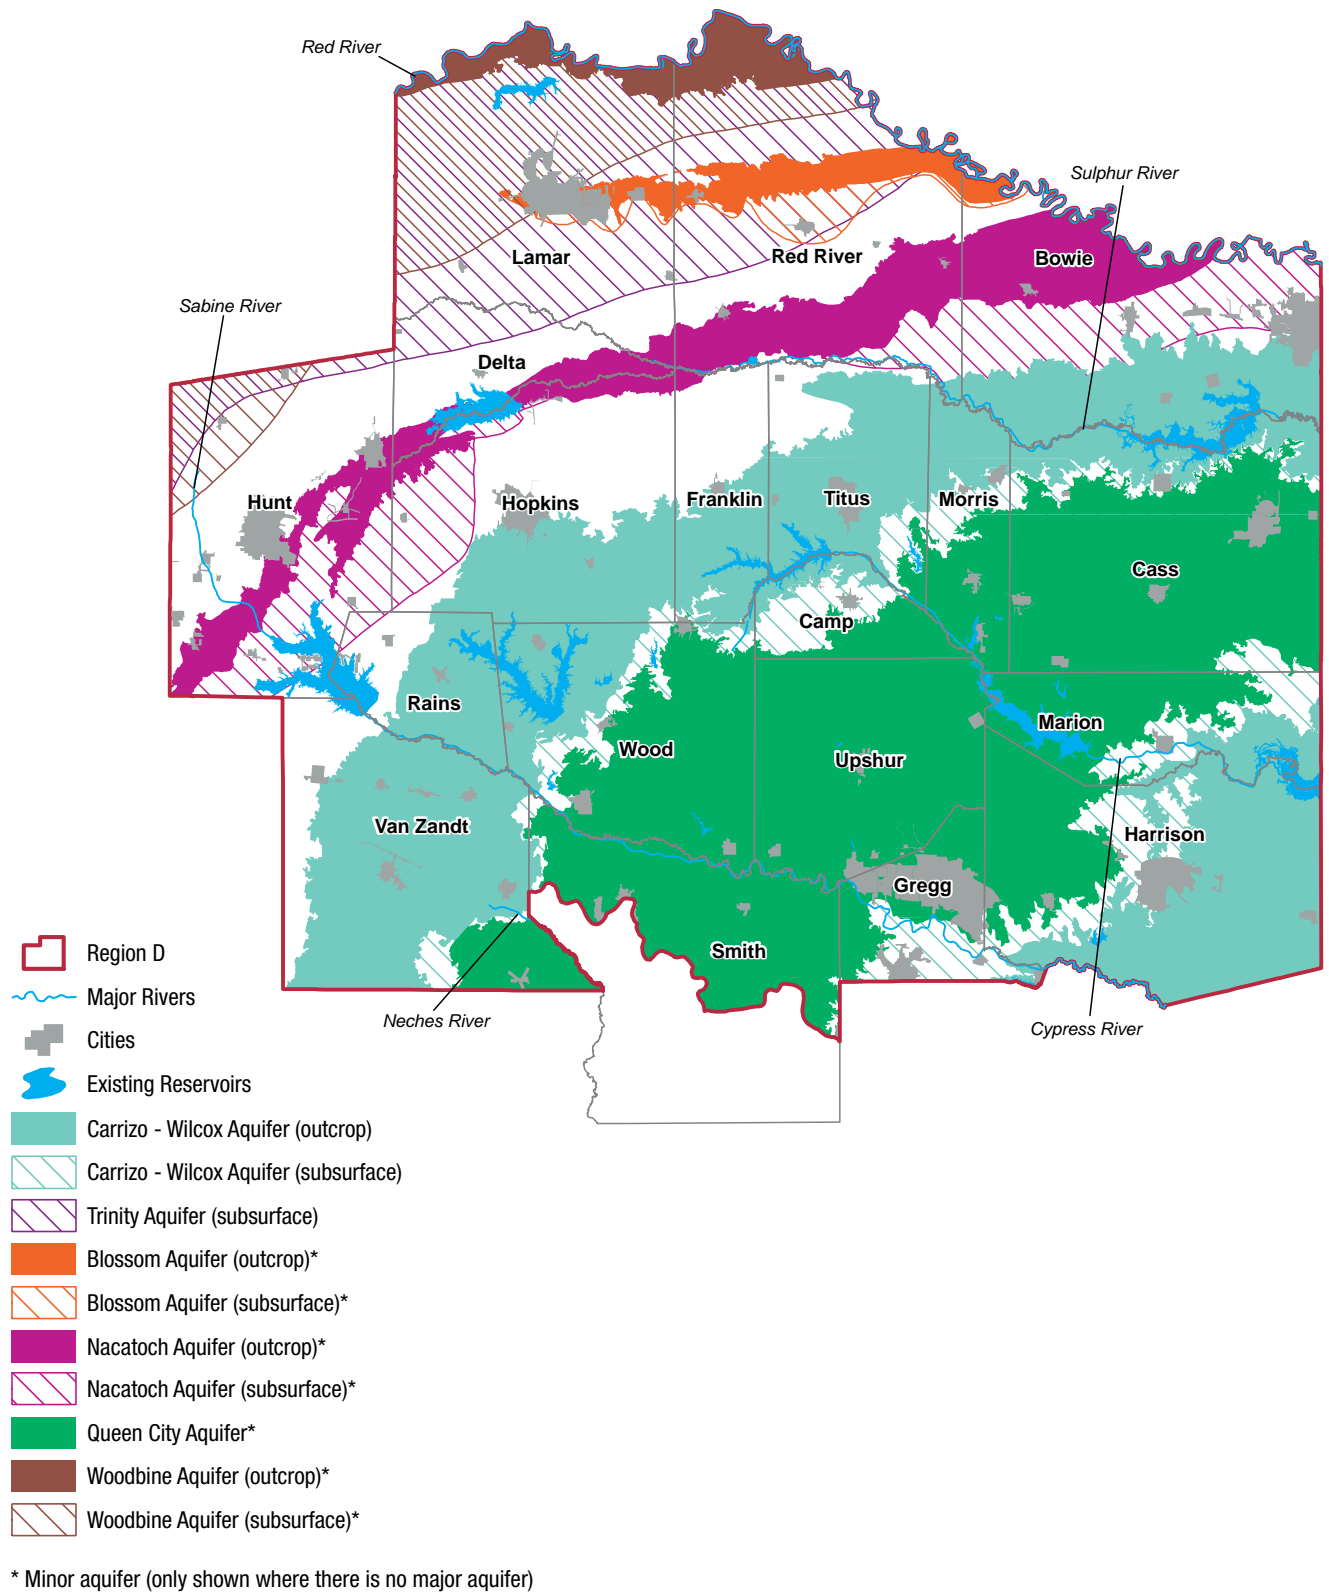 Red River
Sulphur River
Lamar
Red River
Bowie
Sabine River
Delta
Hunt
Hopkins
Franklin
Titus
Morris
Cass
Camp
Rains
Wood
Marion
Upshur
Van Zandt
Harrison
Gregg
Smith
Neches River
Cypress River
Region D
Major Rivers
Cities
Existing Reservoirs
Carrizo - Wilcox Aquifer (outcrop)
Carrizo - Wilcox Aquifer (subsurface)
Trinity Aquifer (subsurface)
Blossom Aquifer (outcrop)*
Blossom Aquifer (subsurface)*
Nacatoch Aquifer (outcrop)*
Nacatoch Aquifer (subsurface)*
Queen City Aquifer*
Woodbine Aquifer (outcrop)*
Woodbine Aquifer (subsurface)*
* Minor aquifer (only shown where there is no major aquifer)